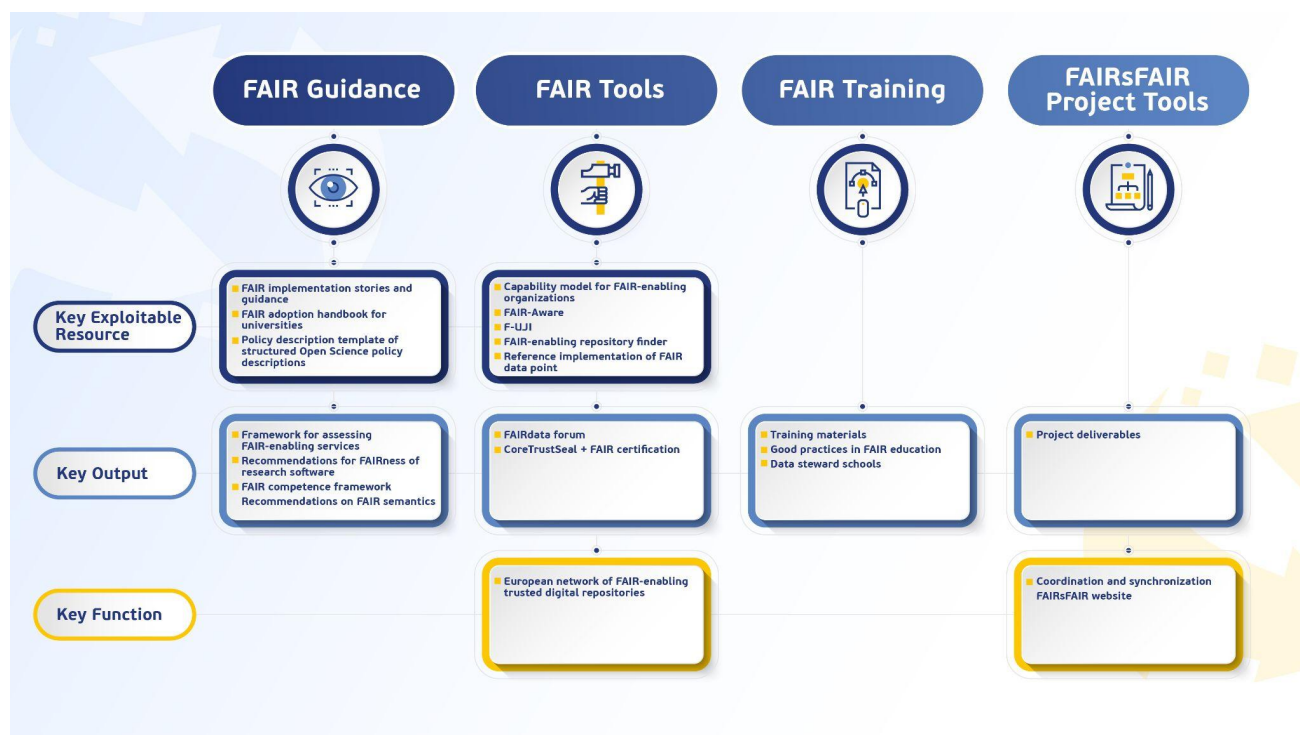 FAIR Guidance
FAIR Tools
FAIR Training
FAIRsFAIR
Project Tools
Key Exploitable
Resource
FAIR implementation stories and
guidance
FAIR adoption handbook for
universities
Policy description template of
structured Open Science policy
descriptions
Capability model for FAIR-enabling
organizations
FAIR-Aware
F-UJI
FAIR-enabling repository finder
Reference implementation of FAIR
data point
Key Output
Framework for assessing
FAIR-enabling services
Recommendations for FAIRness of
research software
FAIR competence framework
Recommendations on FAIR semantics
FAIRdata forum
CoreTrustSeal + FAIR certification
Training materials
Good practices in FAIR education
Data steward schools
Project deliverables
Key Function
European network of FAIR-enabling
trusted digital repositories
Coordination and synchronization
FAIRsFAIR website